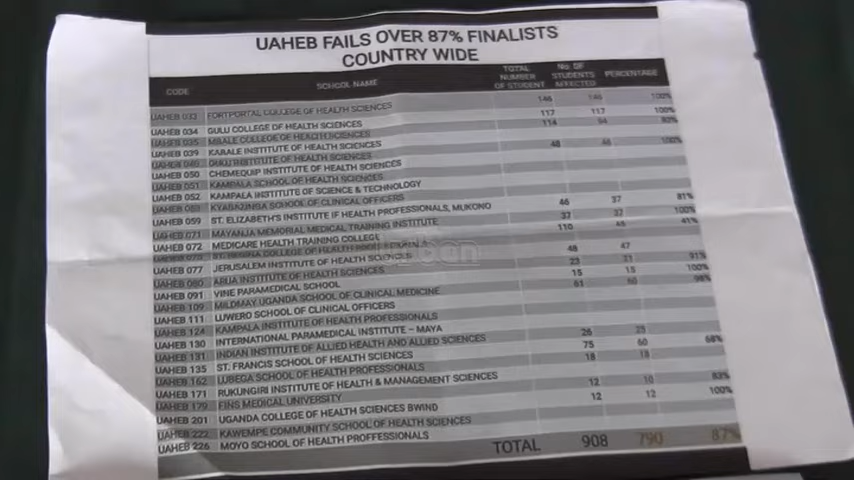 UAHEB FAILS OVER 87% FINALISTS
COUNTRY WIDE
CODE SCHOOL NAME TOTAL NUMBER OF STUDENT No. OF STUDENTS AFFECTED PERCENTAGE
UAHEB 033 FORTPORTAL COLLEGE OF HEALTH SCIENCES 146 146 100%
UAHEB 034 GULU COLLEGE OF HEALTH SCIENCES 117 117 100%
UAHEB 035 MBALE COLLEGE OF HEALTH SCIENCES 114 94
UAHEB 039 KABALE INSTITUTE OF HEALTH SCIENCES 48 100%
INSTITUTE OF HEALTH SCIENCES
UAHEB 050 CHEMEQUIP INSTITUTE OF HEALTH SCIENCES
UAHEB 051 KAMPALA SCHOOL OF HEALTH SCIENCES
UAHEB 052 KAMPALA INSTITUTE OF SCIENCE & TECHNOLOGY
KYABAZINGA SCHOOL OF CLINICAL OFFICERS
UAHEB 059 ST. ELIZABETH'S INSTITUTE IF HEALTH PROFESSIONALS, MUKONO 46 37 81%
UAHEB 071 MAYANJA MEMORIAL MEDICAL TRAINING INSTITUTE 37 37 100%
UAHEB 072 MEDICARE HEALTH TRAINING COLLEGE 110 41%
COLLEGE OF HEALTH
UAHEB 077 JERUSALEM INSTITUTE OF HEALTH 48 47
UAHEB 080 ARUA INSTITUTE OF HEALTH SCIENCES 23 21 91%
UAHEB 091 VINE PARAMEDICAL SCHOOL 15 15 100%
UAHEB 109 MILDMAY UGANDA SCHOOL OF CLINICAL MEDICINE 61 60 98%
UAHEB 111 LUWERO SCHOOL OF CLINICAL OFFICERS
UAHEB 124 KAMPALA INSTITUTE OF HEALTH PROFESSIONALS
UAHEB 130 INTERNATIONAL PARAMEDICAL INSTITUTE – MAYA
UAHEB 131 INDIAN INSTITUTE OF ALLIED HEALTH AND ALLIED SCIENCES 26 25
UAHEB 135 ST. FRANCIS SCHOOL OF HEALTH SCIENCES 75 60 68%
UAHEB 162 LUBEGA SCHOOL OF HEALTH PROFESSIONALS 18 18
UAHEB 171 RUKUNGIRI INSTITUTE OF HEALTH & MANAGEMENT SCIENCES
UAHEB 179 FINS MEDICAL UNIVERSITY 12 10 83%
UAHEB 201 UGANDA COLLEGE OF HEALTH SCIENCES BWIND 12 12 100%
UAHEB 222 KAWEMPE COMMUNITY SCHOOL OF HEALTH SCIENCES
UAHEB 226 MOYO SCHOOL OF HEALTH PROFFESSIONALS
TOTAL 908 790 87%